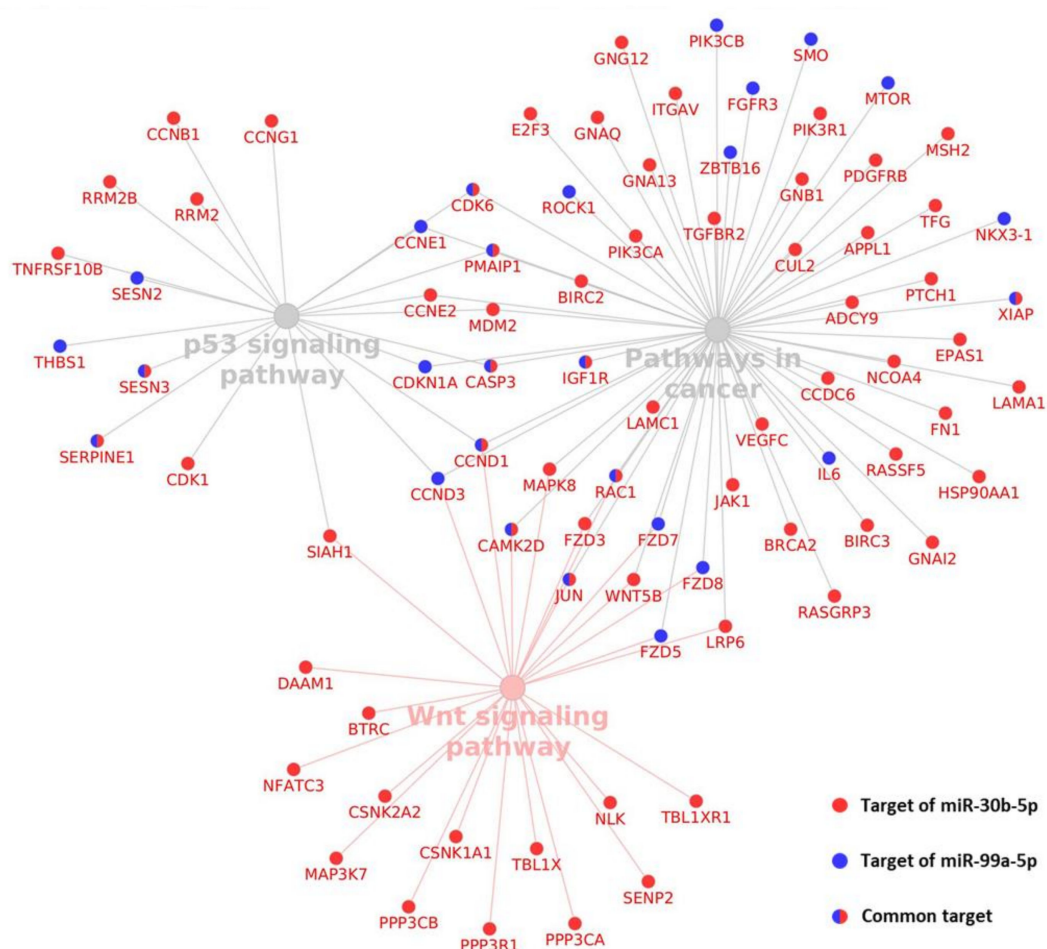 PIK3CB
GNG12
SMO
ITGAV
FGFR3
MTOR
E2F3
GNAQ
PIK3R1
CCNB1
CCNG1
MSH2
ZBTB16
PDGFRB
GNA13
GNB1
RRM2B
RRM2
CDK6
ROCK1
TFG
TGFBR2
NKX3-1
CCNE1
PIK3CA
APPL1
CUL2
PMAIP1
TNFRSF10B
SESN2
BIRC2
PTCH1
CCNE2
MDM2
ADCY9
XIAP
p53 signaling
pathway
Pathways in
cancer
THBS1
SESN3
CDKN1A
CASP3
IGF1R
EPAS1
NCOA4
CCDC6
LAMA1
LAMC1
FN1
VEGFC
SERPINE1
CDK1
CCND1
CCND3
MAPK8
RAC1
IL6
RASSF5
HSP90AA1
JAK1
SIAH1
CAMK2D
FZD3
FZD7
BRCA2
BIRC3
GNAI2
JUN
WNT5B
FZD8
RASGRP3
FZD5
LRP6
DAAM1
Wnt signaling
pathway
BTRC
NFATC3
CSNK2A2
NLK
TBL1XR1
CSNK1A1
TBL1X
MAP3K7
SENP2
PPP3CB
PPP3R1
PPP3CA
Target of miR-30b-5p
Target of miR-99a-5p
Common target